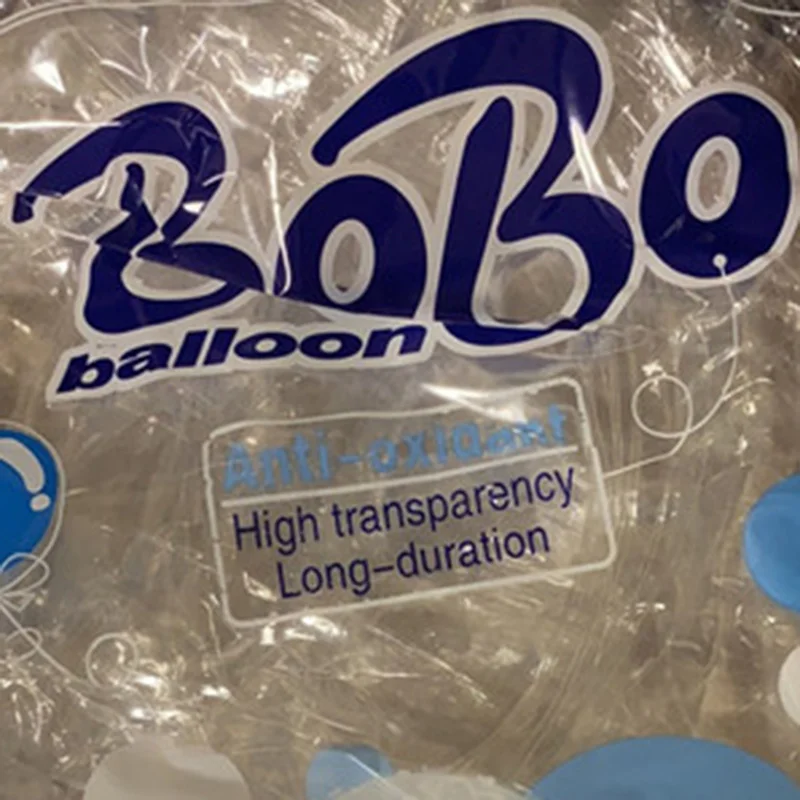 BoBo
balloon
Anti-oxidant
High transparency
Long-duration